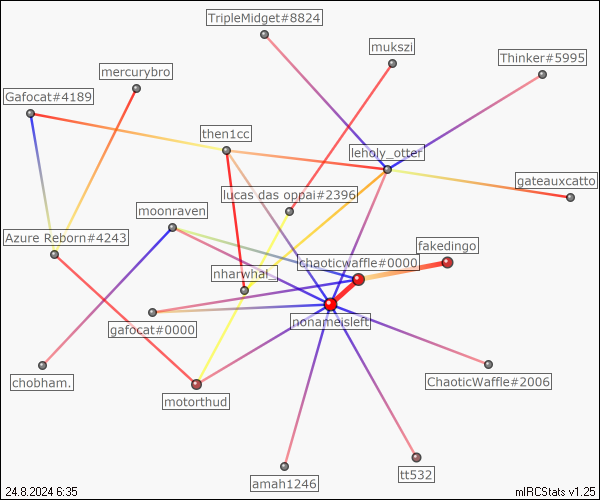 TripleMidget#8824
mukszi
Thinker#5995
mercurybro
Gafocat#4189
then1cc
leholy_otter
gateauxcatto
lucas das oppai#2396
moonraven
Azure Reborn#4243
fakedingo
chaoticwaffle#0000
nharwhal_
nonameisleft
gafocat#0000
chobham.
ChaoticWaffle#2006
motorthud
tt532
amah1246
24.8.2024 6:35
mIRCStats v1.25